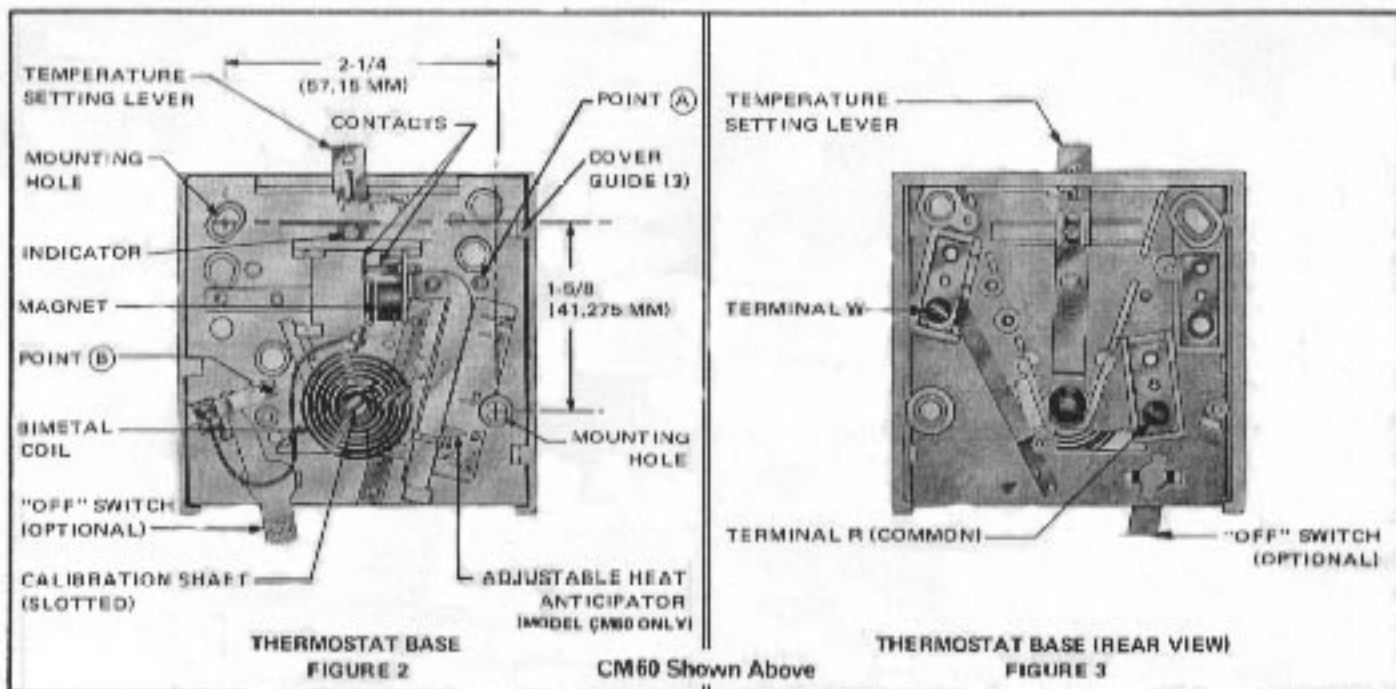 2-1/4
(57,15 MM)
TEMPERATURE
SETTING LEVER
CONTACTS
POINT (A)
MOUNTING
HOLE
COVER
GUIDE (3)
INDICATOR
1-5/8
(41,275 MM)
MAGNET
POINT (B)
BIMETAL
COIL
MOUNTING
HOLE
"OFF" SWITCH
(OPTIONAL)
CALIBRATION SHAFT
(SLOTTED)
ADJUSTABLE HEAT
ANTICIPATOR
(MODEL CM60 ONLY)
THERMOSTAT BASE
FIGURE 2
TEMPERATURE
SETTING LEVER
TERMINAL W
TERMINAL R (COMMON)
"OFF" SWITCH
(OPTIONAL)
THERMOSTAT BASE (REAR VIEW)
FIGURE 3
CM60 Shown Above